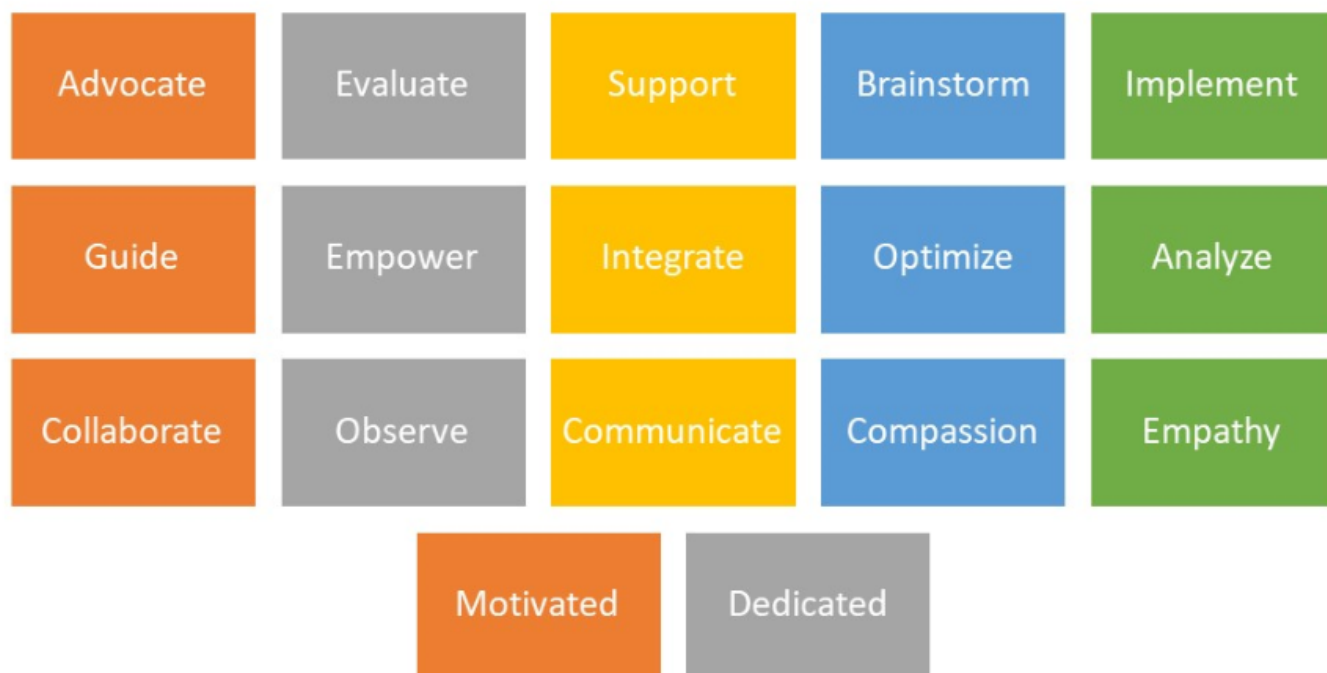 Advocate
Evaluate
Support
Brainstorm
Implement
Guide
Empower
Integrate
Optimize
Analyze
Collaborate
Observe
Communicate
Compassion
Empathy
Motivated
Dedicated